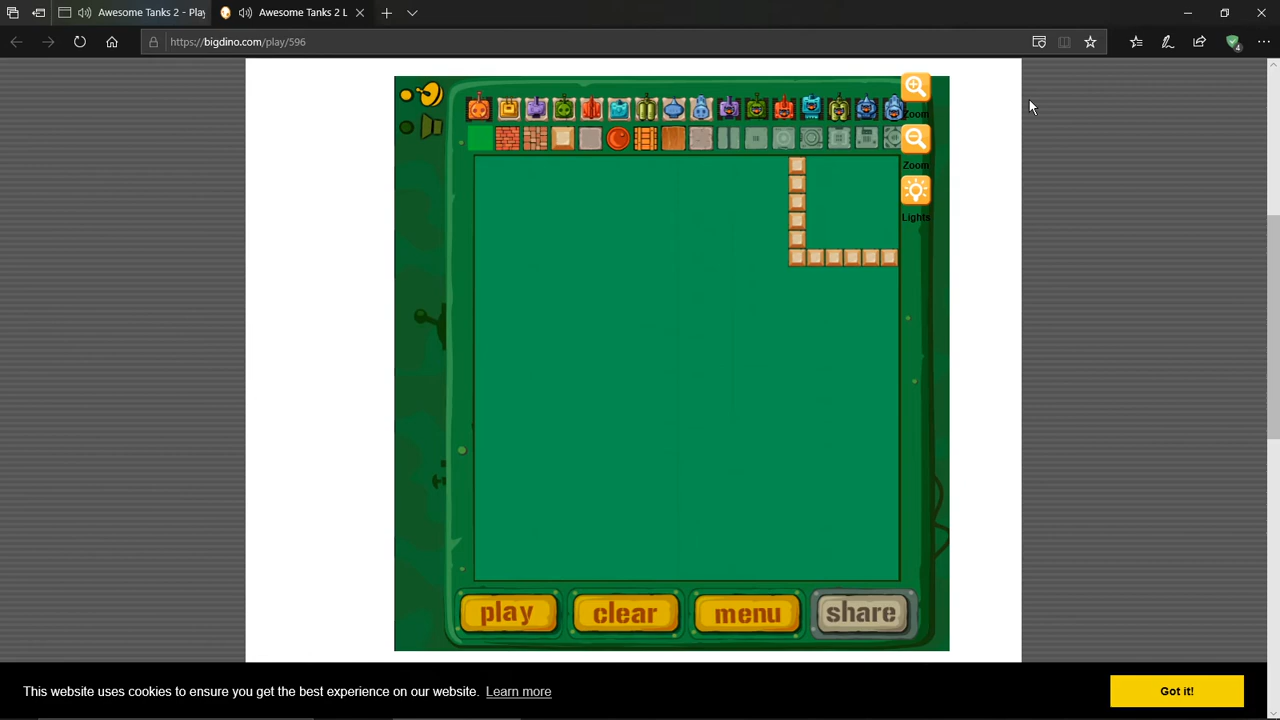 Awesome Tanks 2 - Play
Awesome Tanks 2 L
https://bigdino.com/play/596
4
Zoom
Zoom
Lights
play
clear
menu
share
This website uses cookies to ensure you get the best experience on our website. Learn more
Got it!